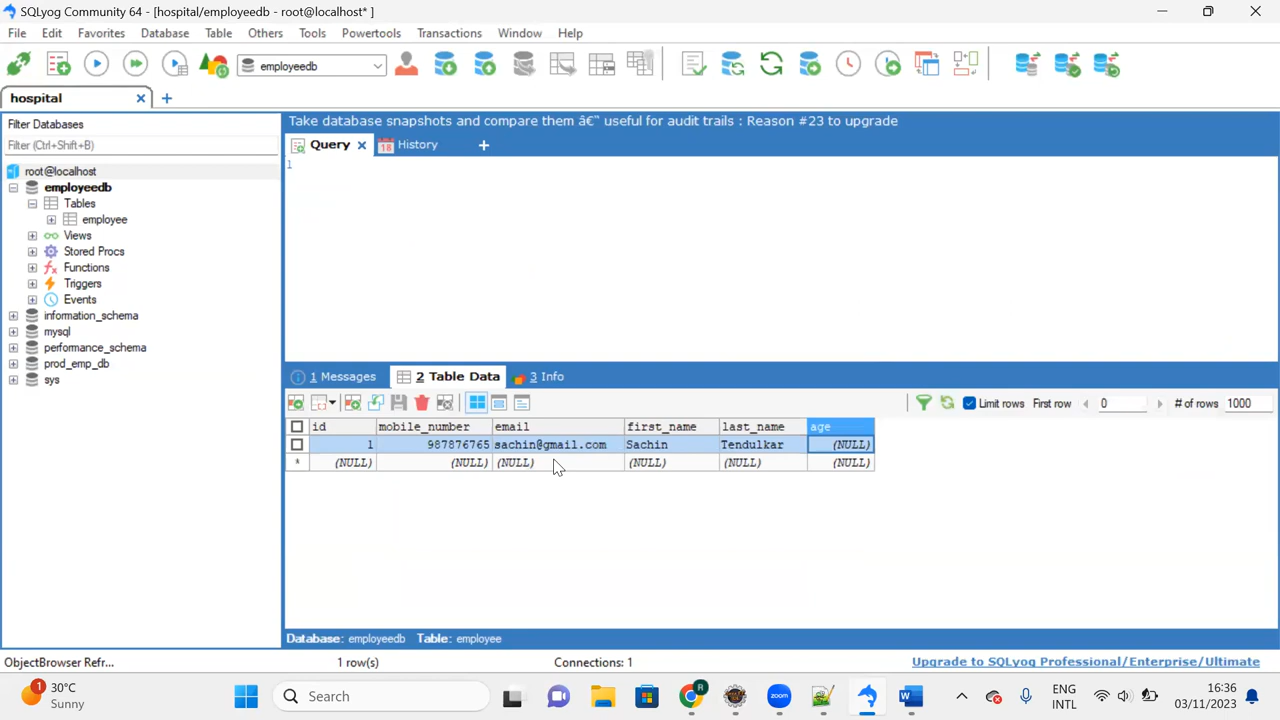 SQLyog Community 64 - [hospital/employeedb - root@localhost* ]
File Edit Favorites Database Table Others Tools Powertools Transactions Window Help
employeedb
hospital
Filter Databases
Filter (Ctrl+Shift+B)
root@localhost
employeedb
Tables
employee
Views
Stored Procs
Functions
Triggers
Events
information_schema
mysql
performance_schema
prod_emp_db
sys
Take database snapshots and compare them â€“ useful for audit trails : Reason #23 to upgrade
Query 18 History
1
1 Messages 2 Table Data 3 Info
Limit rows First row 0 # of rows 1000
id mobile_number email first_name last_name age
1 987876765 sachin@gmail.com Sachin Tendulkar (NULL)
* (NULL) (NULL) (NULL) (NULL) (NULL) (NULL)
Database: employeedb Table: employee
ObjectBrowser Refr... 1 row(s) Connections: 1 Upgrade to SQLyog Professional/Enterprise/Ultimate
1 30°C Sunny
Search
R
W
ENG INTL
16:36
03/11/2023
zoom